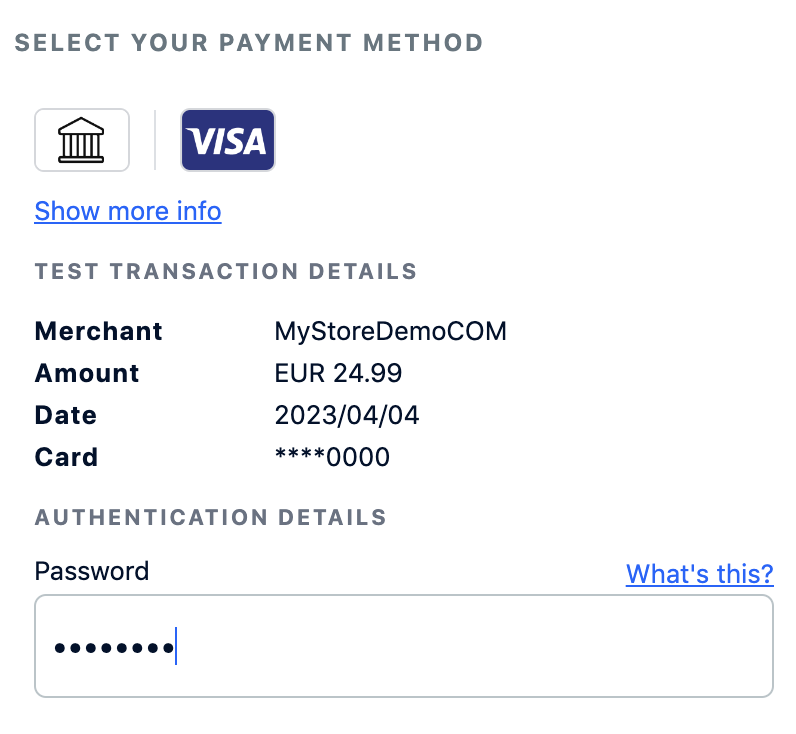 SELECT YOUR PAYMENT METHOD
VISA
Show more info
TEST TRANSACTION DETAILS
Merchant MyStoreDemoCOM
Amount EUR 24.99
Date 2023/04/04
Card ****0000
AUTHENTICATION DETAILS
Password What's this?
••••••••